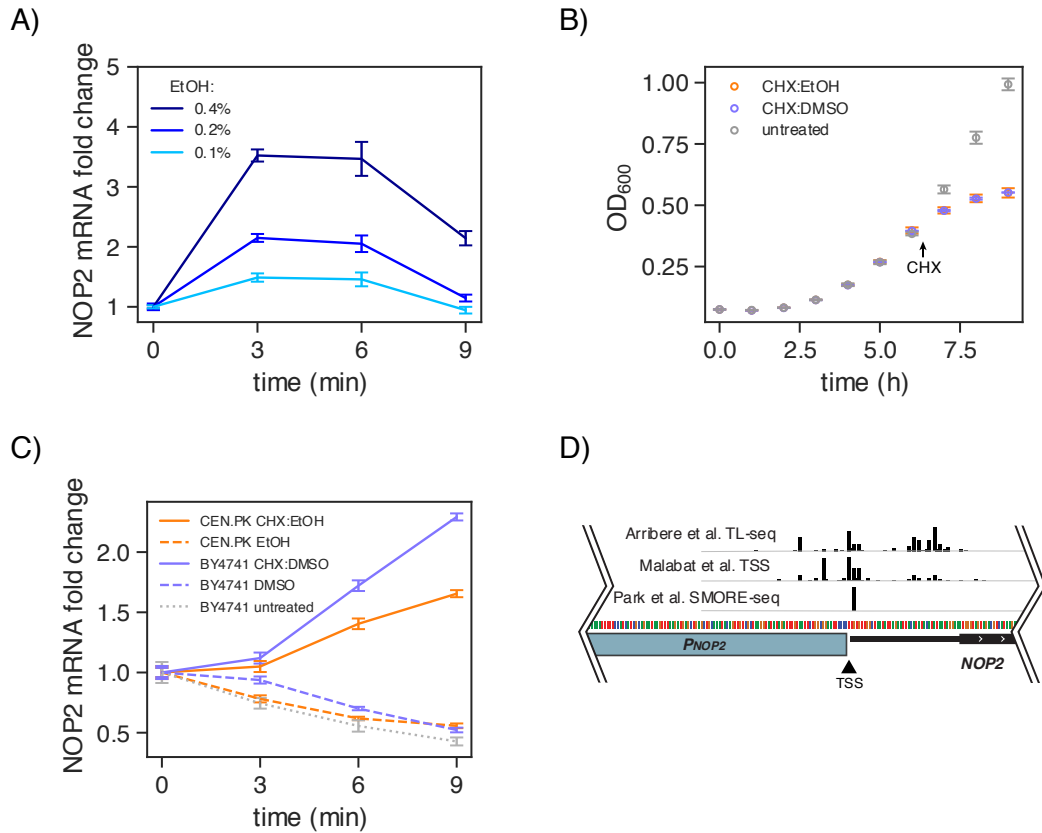 A)
NOP2 mRNA fold change
5
4
3
2
1
EtOH:
0.4%
0.2%
0.1%
0
3
6
9
time (min)
B)
OD600
1.00
0.75
0.50
0.25
CHX:EtOH
CHX:DMSO
untreated
CHX
0.0
2.5
5.0
7.5
time (h)
C)
NOP2 mRNA fold change
2.0
1.5
1.0
0.5
CEN.PK CHX:EtOH
CEN.PK EtOH
BY4741 CHX:DMSO
BY4741 DMSO
BY4741 untreated
0
3
6
9
time (min)
D)
Arribere et al. TL-seq
Malabat et al. TSS
Park et al. SMORE-seq
PNOP2
NOP2
TSS